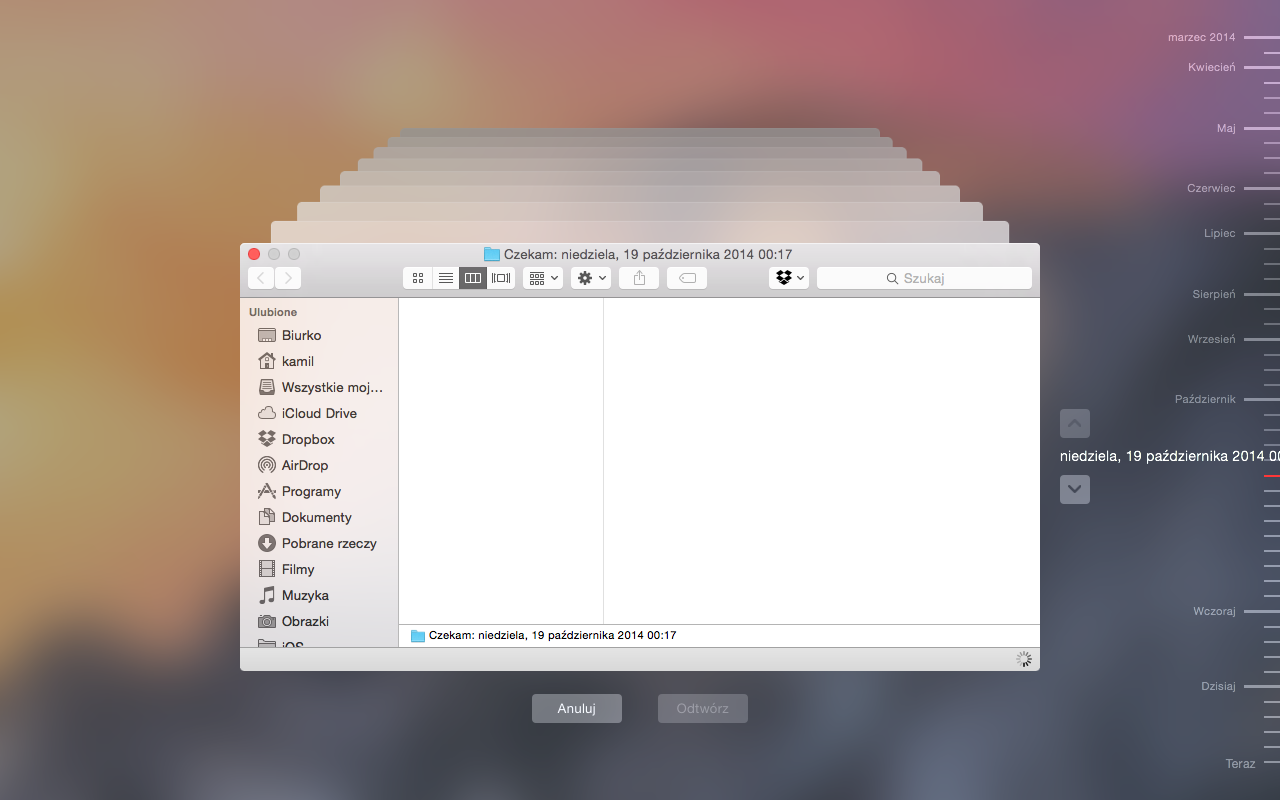 marzec 2014
Kwiecień
Maj
Czerwiec
Lipiec
Sierpień
Wrzesień
Październik
Wczoraj
Dzisiaj
Teraz
Czekam: niedziela, 19 października 2014 00:17
Szukaj
Ulubione
Biurko
kamil
Wszystkie moj...
iCloud Drive
Dropbox
AirDrop
Programy
Dokumenty
Pobrane rzeczy
Filmy
Muzyka
Obrazki
iOS
Czekam: niedziela, 19 października 2014 00:17
niedziela, 19 października 2014 00
Anuluj
Odtwórz